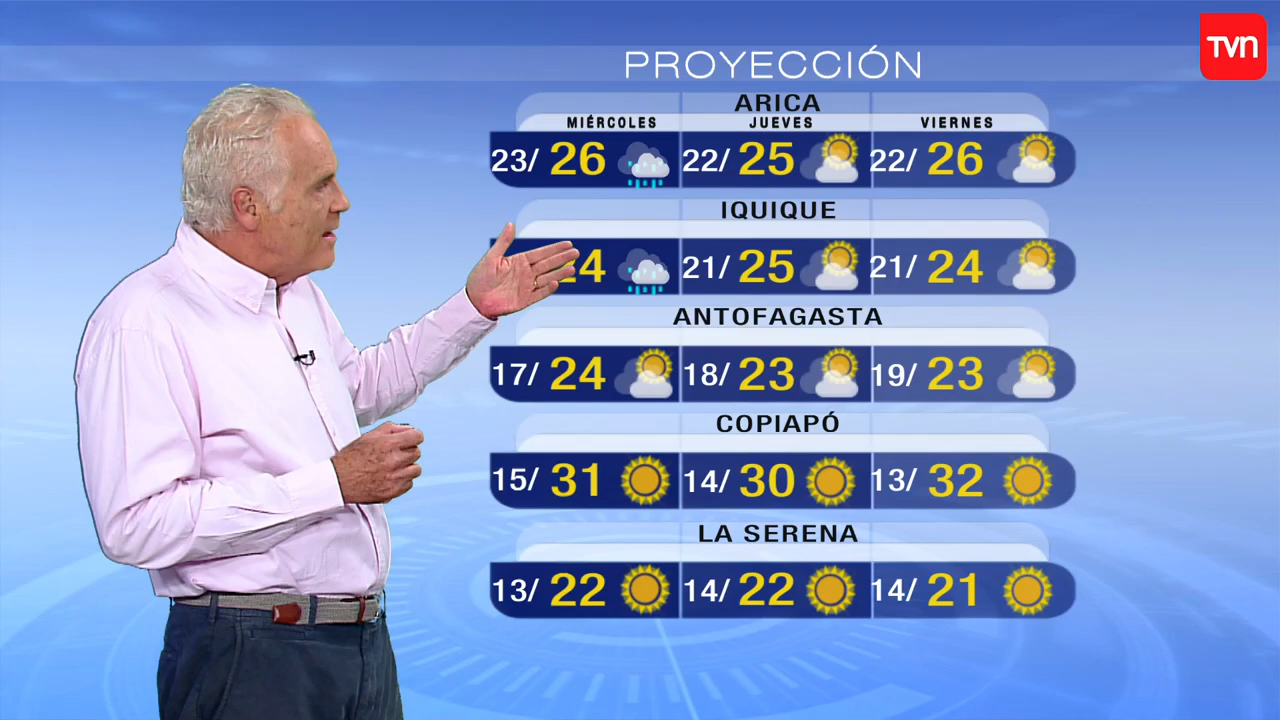 TVN
PROYECCIÓN
ARICA
MIÉRCOLES JUEVES VIERNES
23/ 26 22/ 25 22/ 26
IQUIQUE
24 21/ 25 21/ 24
ANTOFAGASTA
17/ 24 18/ 23 19/ 23
COPIAPÓ
15/ 31 14/ 30 13/ 32
LA SERENA
13/ 22 14/ 22 14/ 21